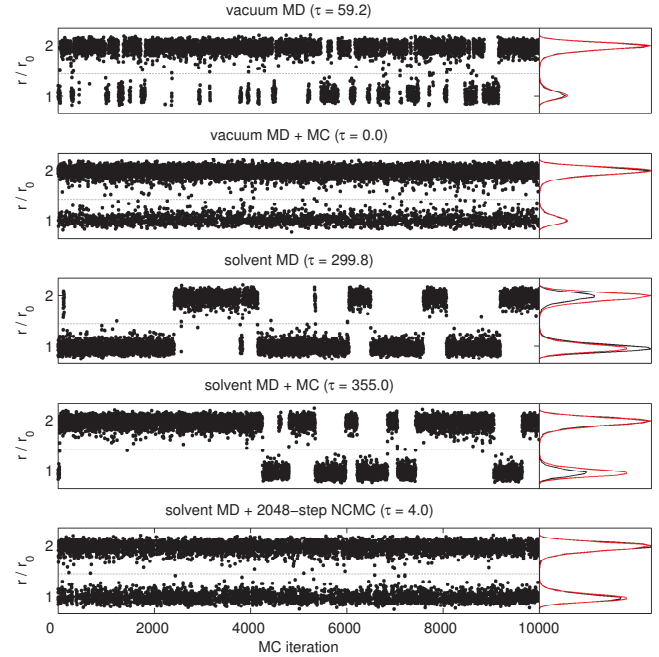 vacuum MD (τ = 59.2)
2
1
r / r0
vacuum MD + MC (τ = 0.0)
2
1
r / r0
solvent MD (τ = 299.8)
2
1
r / r0
solvent MD + MC (τ = 355.0)
2
1
r / r0
solvent MD + 2048−step NCMC (τ = 4.0)
2
1
r / r0
0 2000 4000 6000 8000 10000
MC iteration